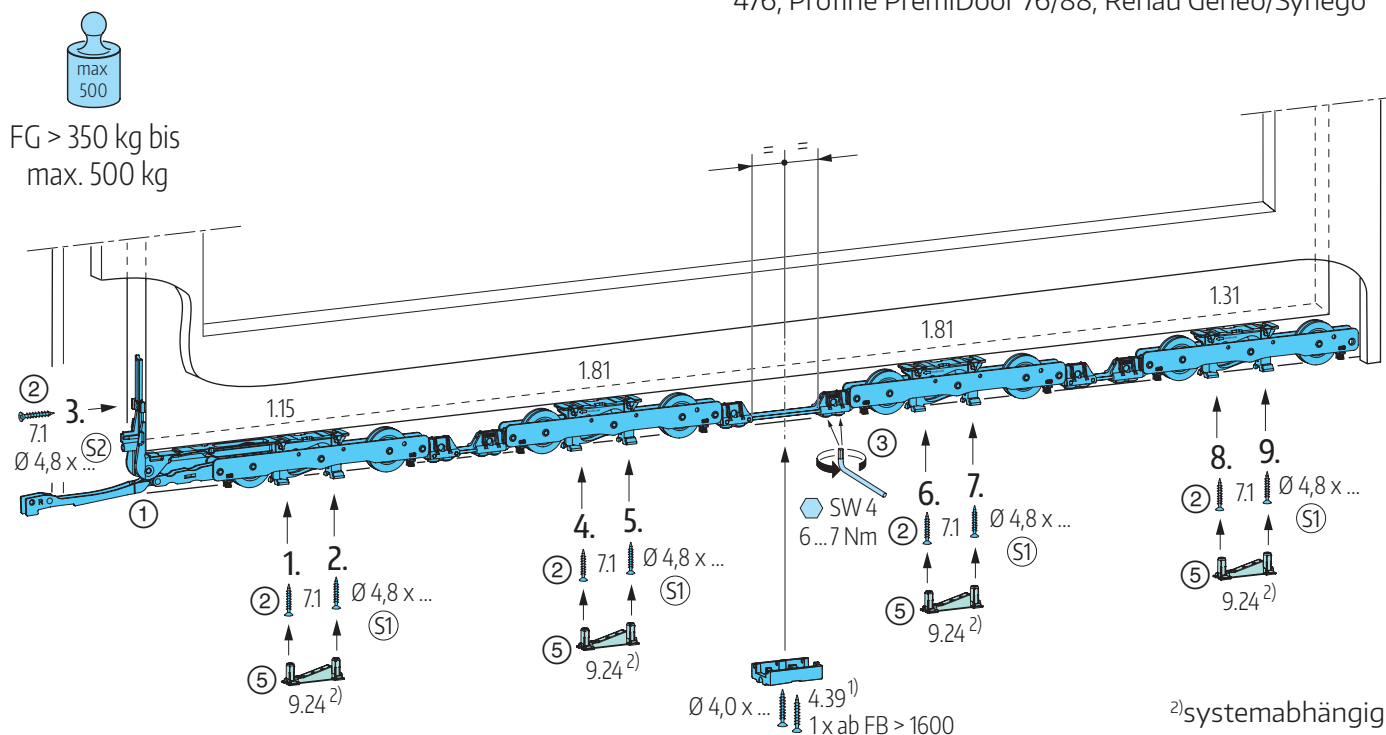 476, Profine PremiDoor 76/88, Rehau Geneo/Synego
max
500
FG > 350 kg bis
max. 500 kg
= =
1.31
1.81
1.81
1.15
② 3.
7.1
S2
Ø 4,8 x ...
R
①
③
SW 4
6 ... 7 Nm
1. 2.
② 7.1 Ø 4,8 x ...
S1
⑤
9.24 2)
4. 5.
② 7.1 Ø 4,8 x ...
S1
⑤
9.24 2)
6. 7.
② 7.1 Ø 4,8 x ...
S1
⑤
9.24 2)
8. 9.
② 7.1 Ø 4,8 x ...
S1
⑤
9.24 2)
Ø 4,0 x ... 4.39 1)
1 x ab FB > 1600
2)systemabhängig